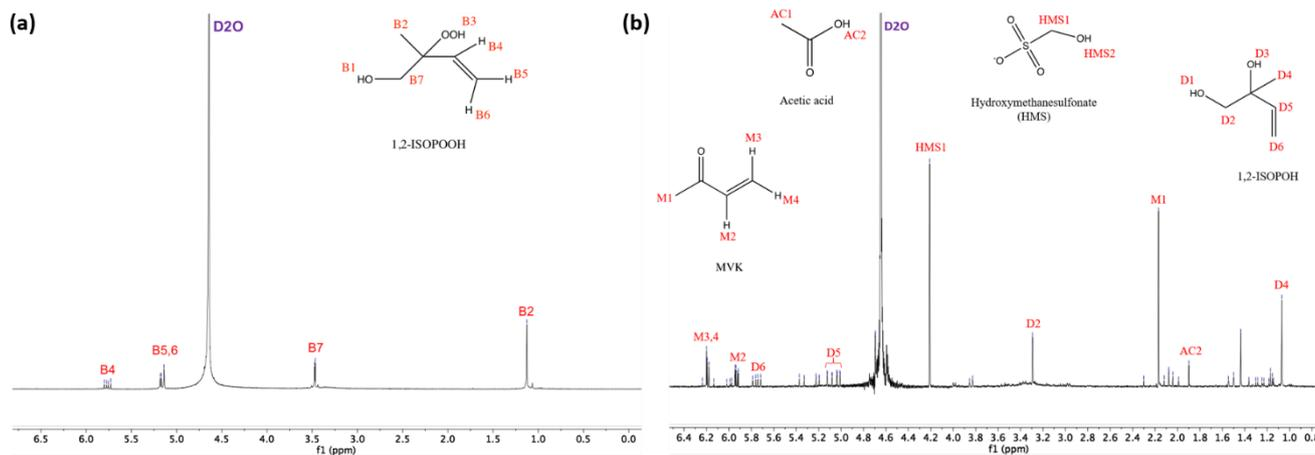 (a)
D2O
B2
B3
OOH
H
B4
B1
HO
B7
H
B5
H
B6
1,2-ISOPOOH
B4
B5,6
B7
B2
6.5 6.0 5.5 5.0 4.5 4.0 3.5 3.0 2.5 2.0 1.5 1.0 0.5 0.0
f1 (ppm)
(b)
AC1
OH
AC2
O
Acetic acid
D2O
O
HMS1
S
OH
HMS2
-O
O
Hydroxymethanesulfonate
(HMS)
D3
OH
D4
D1
HO
D5
D2
D6
1,2-ISOPOH
M3
O
H
M1
H
M4
H
M2
MVK
HMS1
M1
D4
D2
M3,4
M2
D6
D5
AC2
6.4 6.2 6.0 5.8 5.6 5.4 5.2 5.0 4.8 4.6 4.4 4.2 4.0 3.8 3.6 3.4 3.2 3.0 2.8 2.6 2.4 2.2 2.0 1.8 1.6 1.4 1.2 1.0
f1 (ppm)